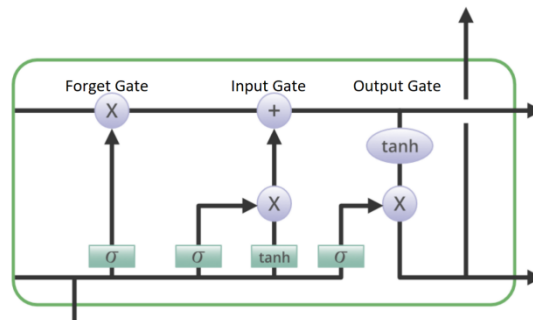 Forget Gate Input Gate Output Gate
X +
tanh
X X
σ σ tanh σ